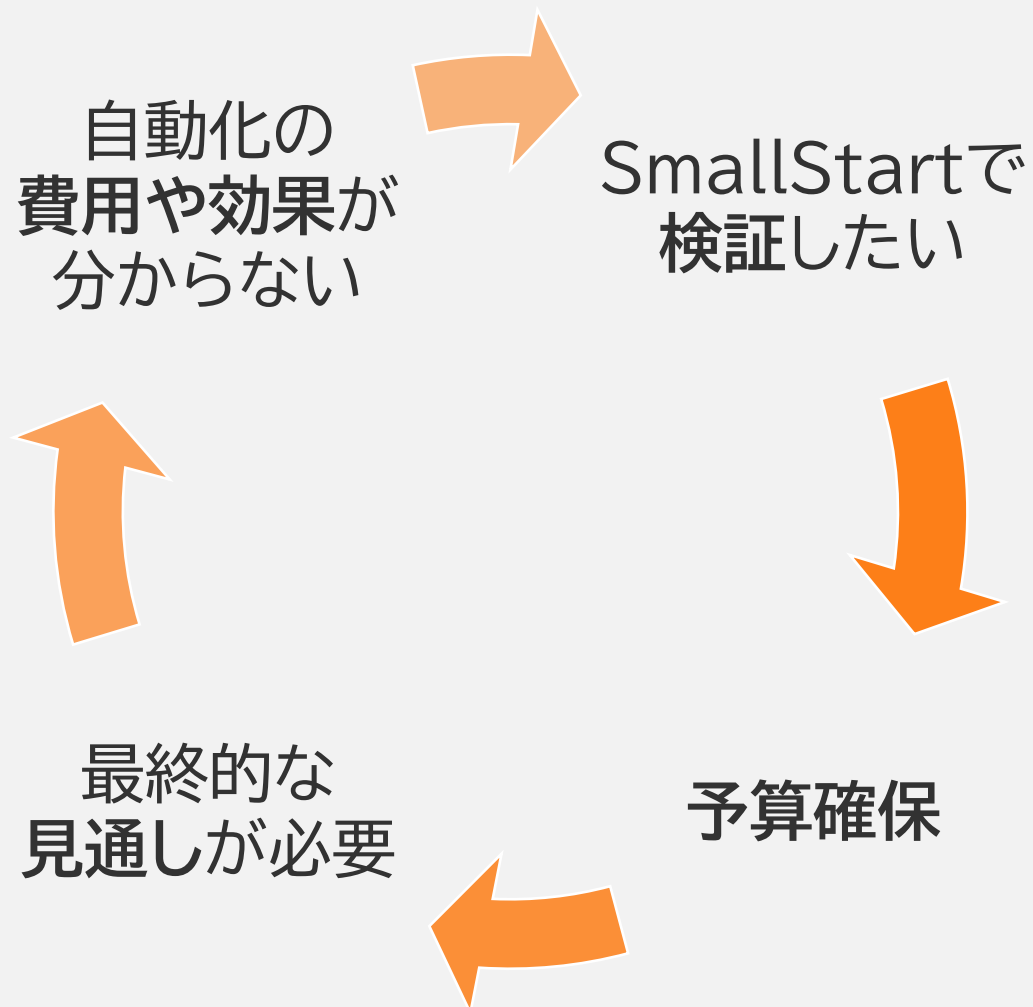 自動化の
費用や効果が
分からない
SmallStartで
検証したい
予算確保
最終的な
見通しが必要